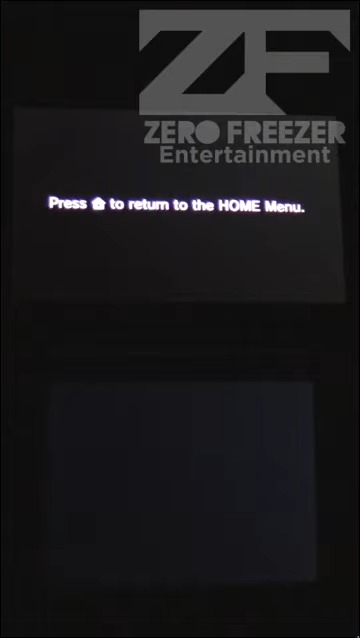 ZF
ZERO FREEZER
Entertainment
Press to return to the HOME Menu.